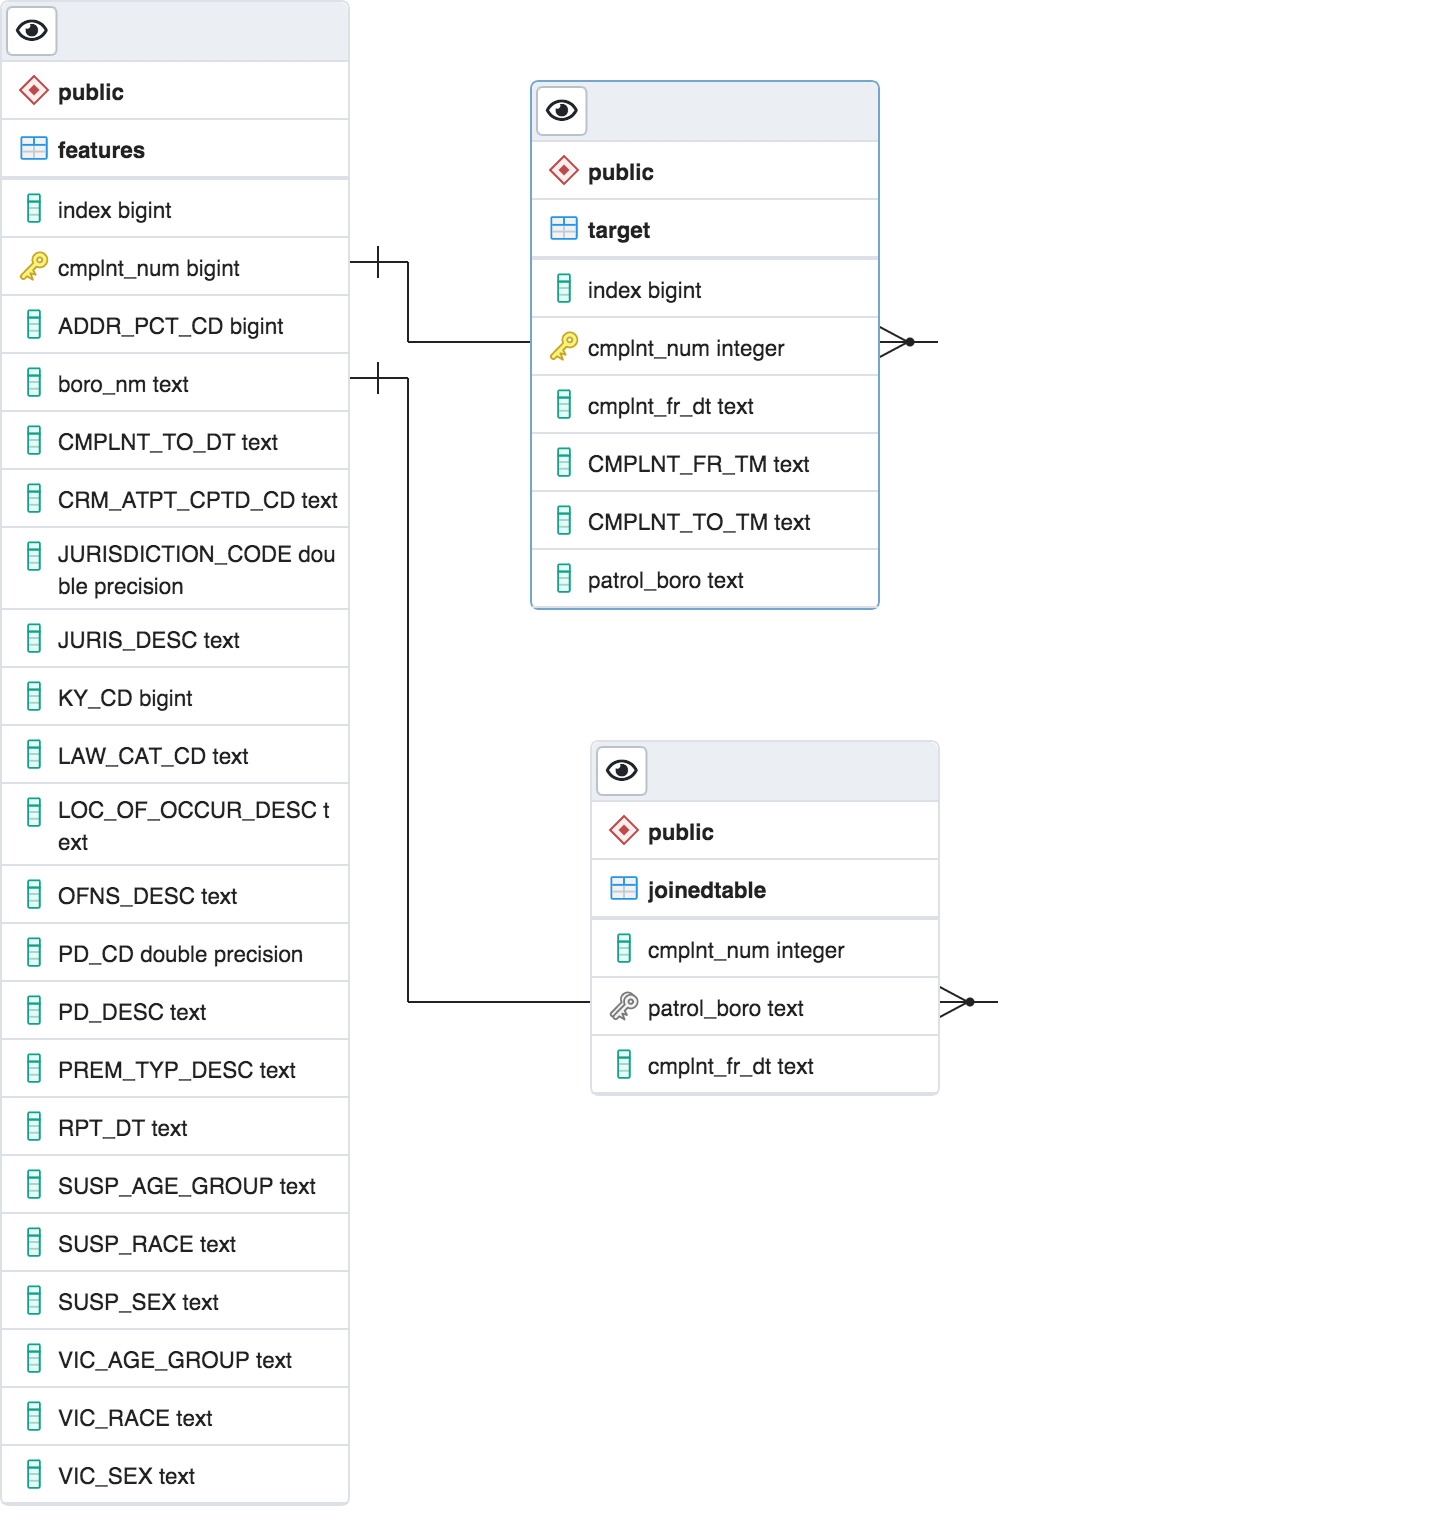 public
features
index bigint
cmplnt_num bigint
ADDR_PCT_CD bigint
boro_nm text
CMPLNT_TO_DT text
CRM_ATPT_CPTD_CD text
JURISDICTION_CODE dou
ble precision
JURIS_DESC text
KY_CD bigint
LAW_CAT_CD text
LOC_OF_OCCUR_DESC t
ext
OFNS_DESC text
PD_CD double precision
PD_DESC text
PREM_TYP_DESC text
RPT_DT text
SUSP_AGE_GROUP text
SUSP_RACE text
SUSP_SEX text
VIC_AGE_GROUP text
VIC_RACE text
VIC_SEX text
public
target
index bigint
cmplnt_num integer
cmplnt_fr_dt text
CMPLNT_FR_TM text
CMPLNT_TO_TM text
patrol_boro text
public
joinedtable
cmplnt_num integer
patrol_boro text
cmplnt_fr_dt text